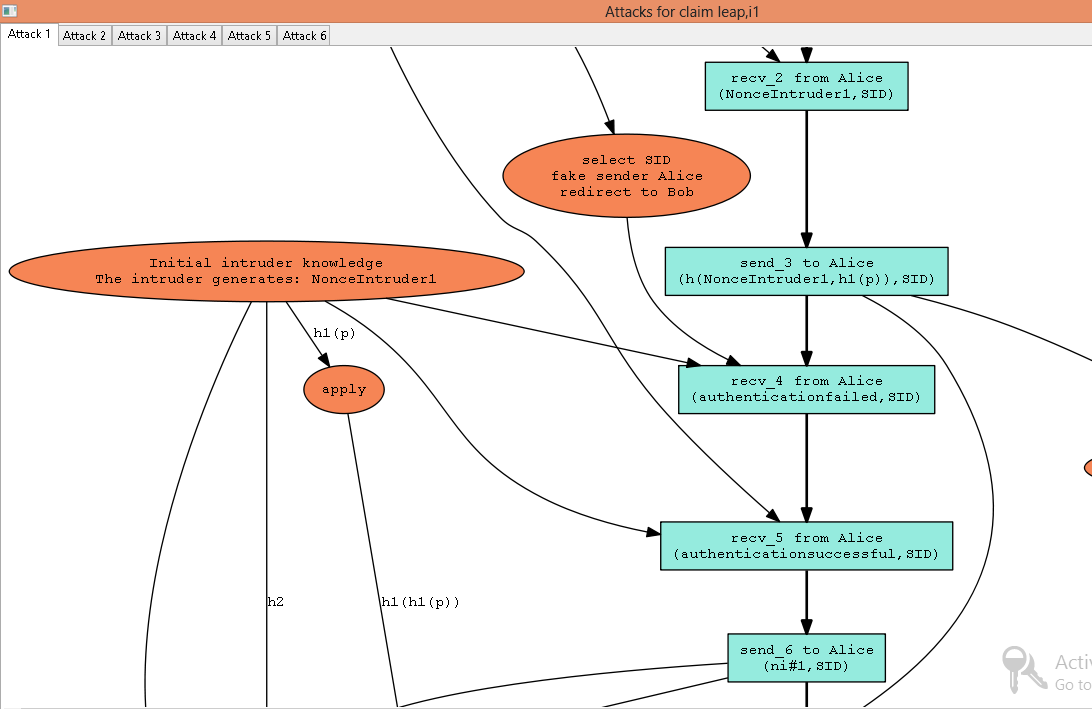 Attacks for claim leap,i1
Attack 1 Attack 2 Attack 3 Attack 4 Attack 5 Attack 6
recv_2 from Alice
(NonceIntruder1,SID)
select SID
fake sender Alice
redirect to Bob
Initial intruder knowledge
The intruder generates: NonceIntruder1
send_3 to Alice
(h(NonceIntruder1,h1(p)),SID)
h1(p)
apply
recv_4 from Alice
(authenticationfailed,SID)
recv_5 from Alice
(authenticationsuccessful,SID)
h2
h1(h1(p))
send_6 to Alice
(ni#1,SID)
Go to